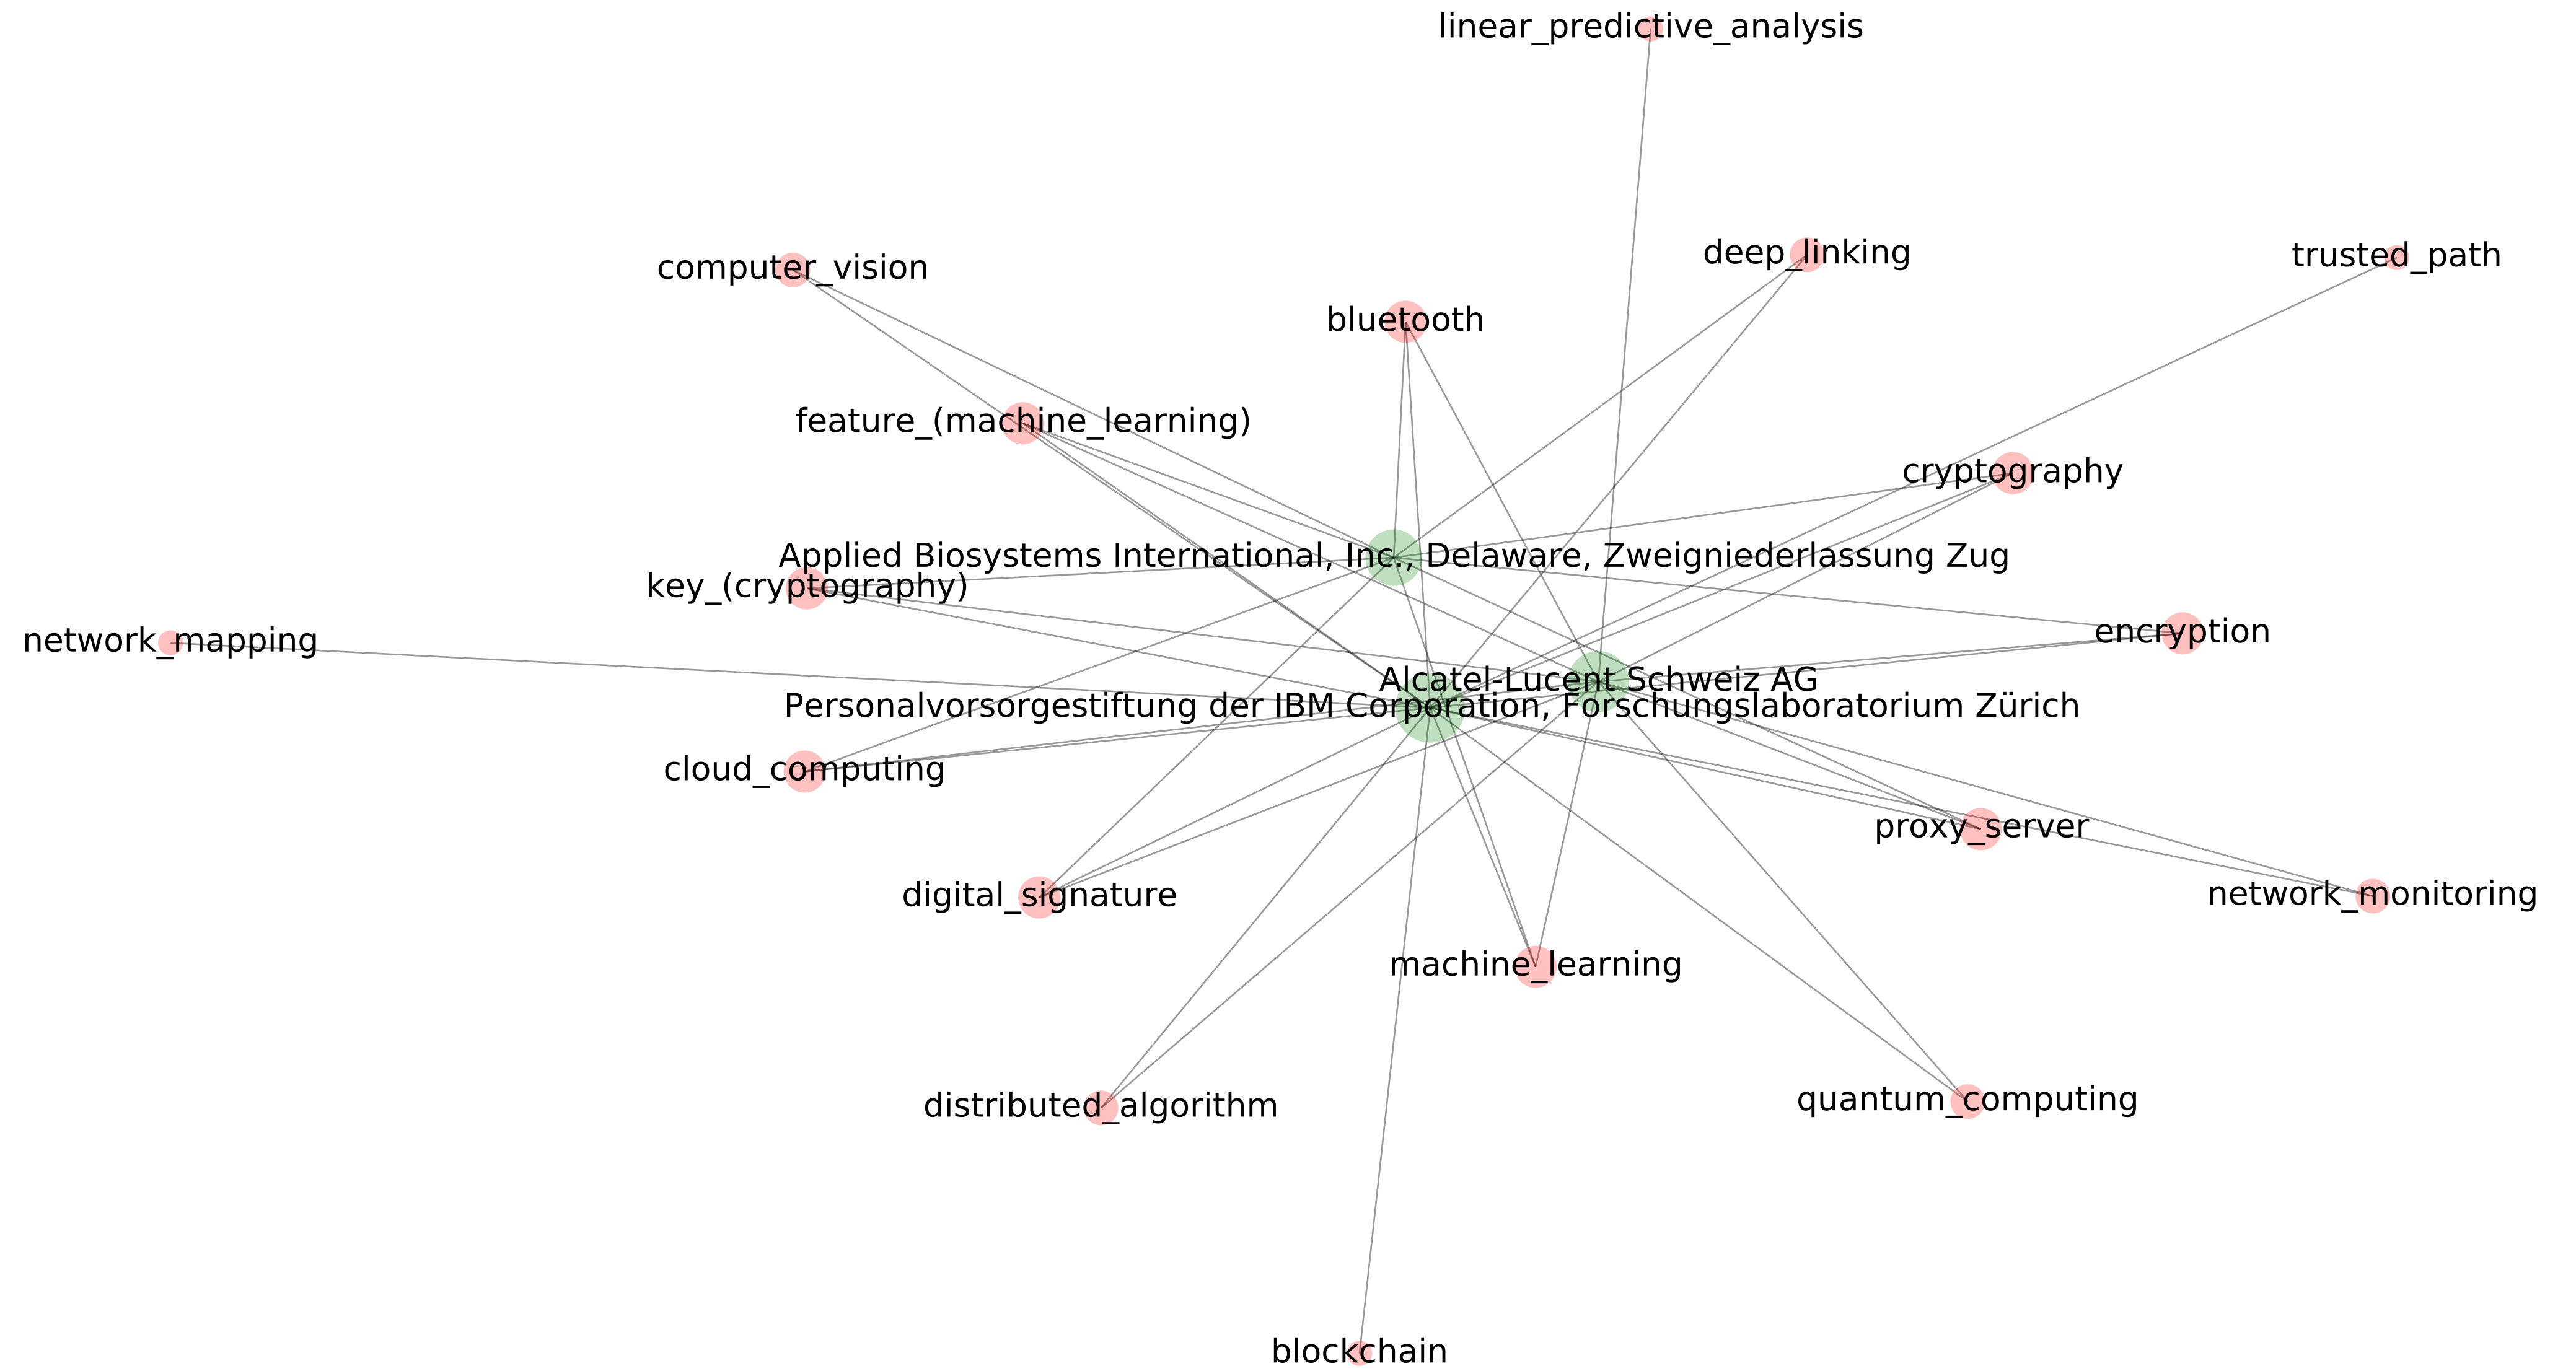 linear_predictive_analysis
deep_linking
trusted_path
computer_vision
bluetooth
feature_(machine_learning)
cryptography
Applied Biosystems International, Inc., Delaware, Zweigniederlassung Zug
key_(cryptography)
network_mapping
encryption
Alcatel-Lucent Schweiz AG
Personalvorsorgestiftung der IBM Corporation, Forschungslaboratorium Zürich
cloud_computing
proxy_server
digital_signature
network_monitoring
machine_learning
distributed_algorithm
quantum_computing
blockchain